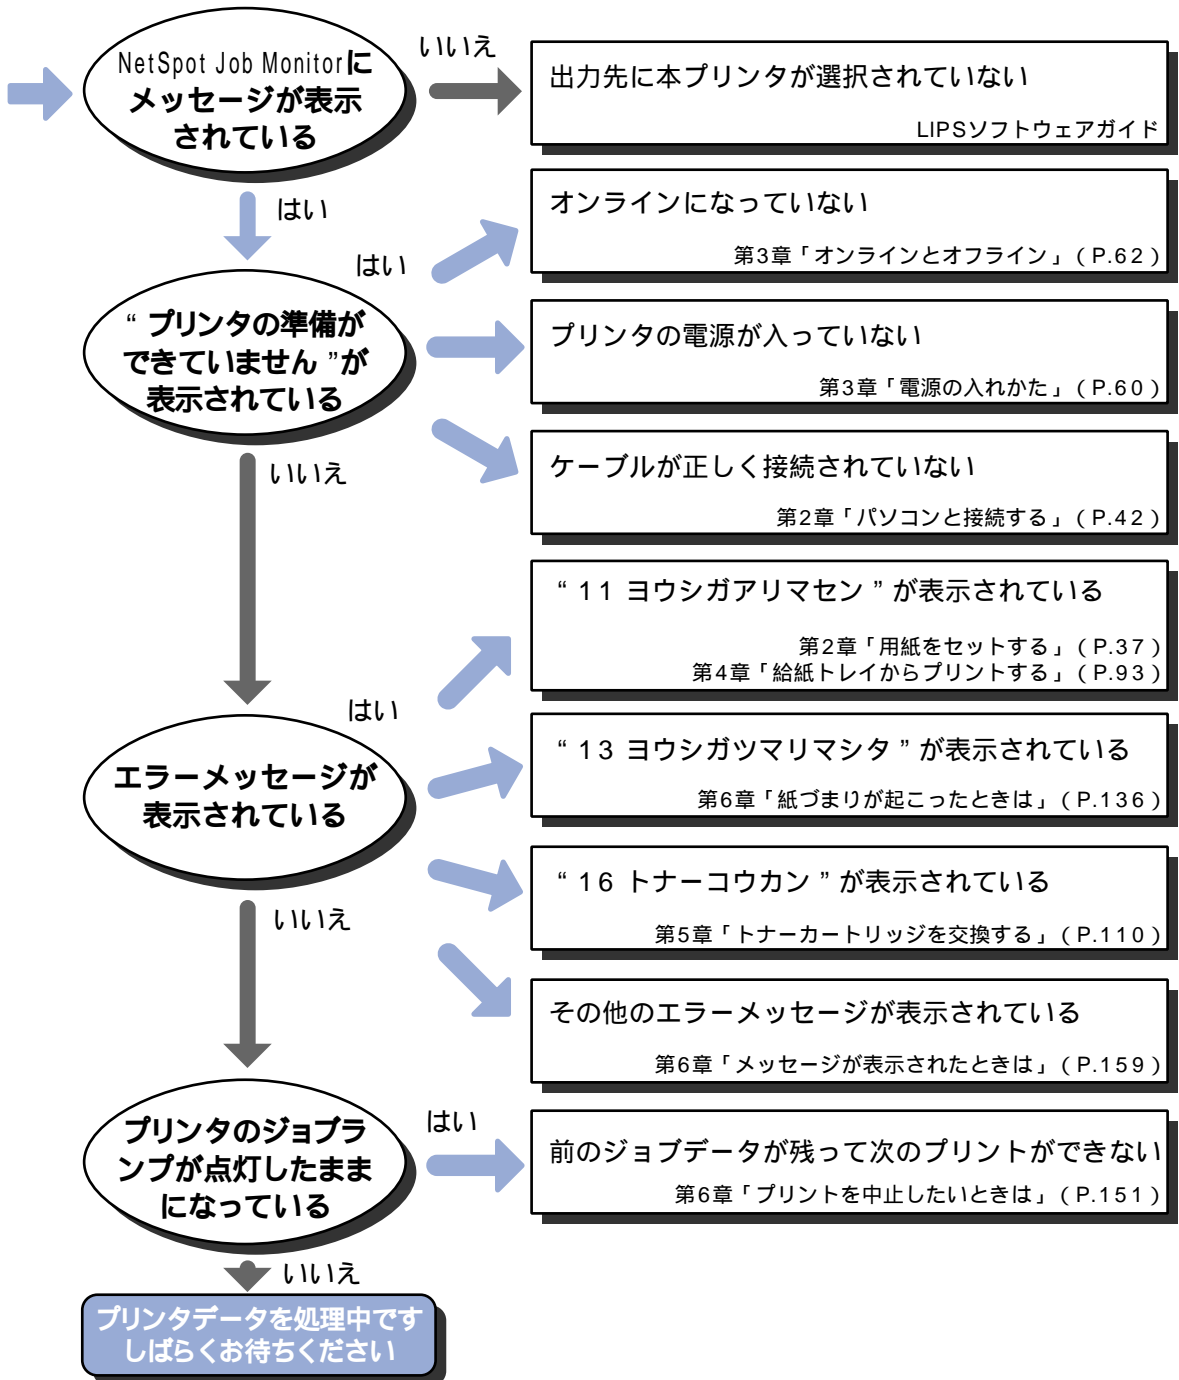 NetSpot Job Monitorに
メッセージが表示
されている
いいえ
出力先に本プリンタが選択されていない
LIPSソフトウェアガイド
はい
はい
オンラインになっていない
第3章「オンラインとオフライン」（P.62）
“ プリンタの準備が
できていません ”が
表示されている
プリンタの電源が入っていない
第3章「電源の入れかた」（P.60）
いいえ
ケーブルが正しく接続されていない
第2章「パソコンと接続する」（P.42）
“ 11 ヨウシガアリマセン ” が表示されている
第2章「用紙をセットする」（P.37）
第4章「給紙トレイからプリントする」（P.93）
はい
エラーメッセージが
表示されている
“ 13 ヨウシガツマリマシタ ” が表示されている
第6章「紙づまりが起こったときは」（P.136）
いいえ
“ 16 トナーコウカン ” が表示されている
第5章「トナーカートリッジを交換する」（P.110）
その他のエラーメッセージが表示されている
第6章「メッセージが表示されたときは」（P.159）
プリンタのジョブラ
ンプが点灯したまま
になっている
はい
前のジョブデータが残って次のプリントができない
第6章「プリントを中止したいときは」（P.151）
いいえ
プリンタデータを処理中です
しばらくお待ちください